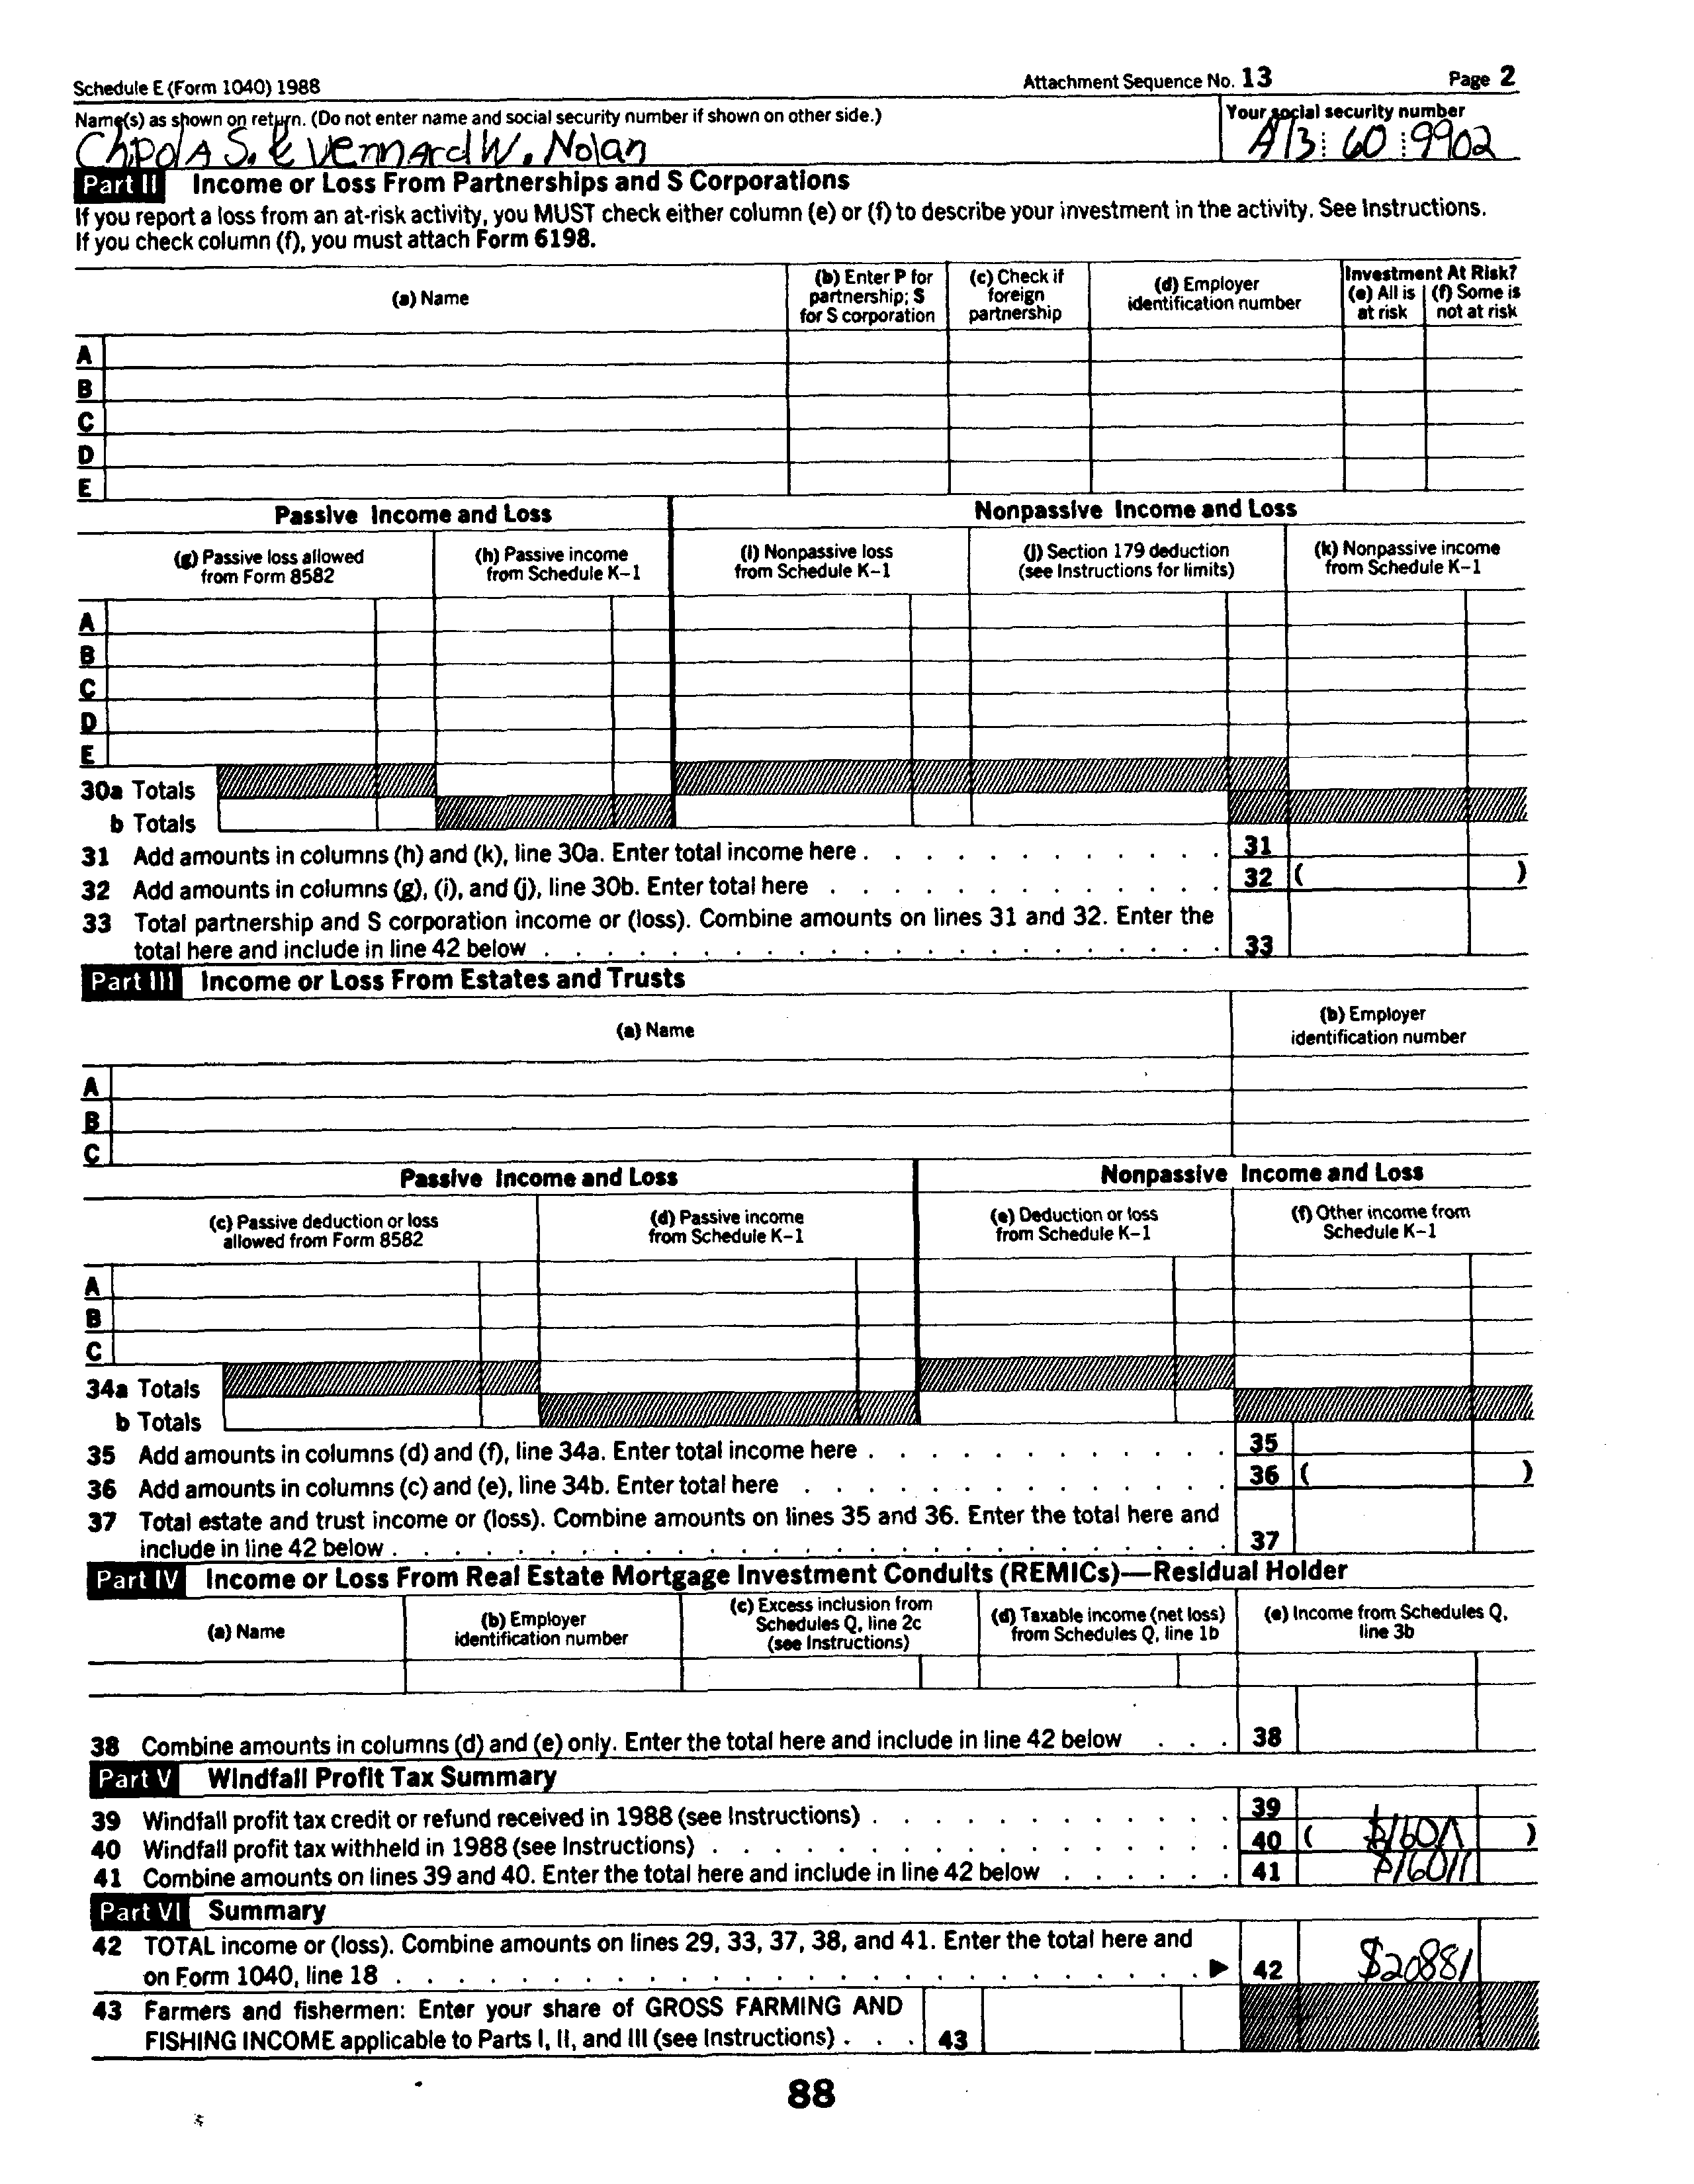 Schedule E (Form 1040) 1988 Attachment Sequence No. 13 Page 2
Name(s) as shown on return. (Do not enter name and social security number if shown on other side.) Your social security number
S. & Vennard W. Nolan 60 9902
Part II Income or Loss From Partnerships and S Corporations
If you report a loss from an at-risk activity, you MUST check either column (e) or (f) to describe your investment in the activity. See Instructions.
If you check column (f), you must attach Form 6198.
(a) Name
(b) Enter P for partnership; S for S corporation
(c) Check if foreign partnership
(d) Employer identification number
Investment At Risk?
(e) All is at risk
(f) Some is not at risk
A
B
C
D
E
Passive Income and Loss Nonpassive Income and Loss
(g) Passive loss allowed from Form 8582
(h) Passive income from Schedule K–1
(i) Nonpassive loss from Schedule K–1
(j) Section 179 deduction (see Instructions for limits)
(k) Nonpassive income from Schedule K–1
A
B
C
D
E
30a Totals
b Totals
31 Add amounts in columns (h) and (k), line 30a. Enter total income here . . . . . . . . . . . . 31
32 Add amounts in columns (g), (i), and (j), line 30b. Enter total here . . . . . . . . . . . . . 32 ( )
33 Total partnership and S corporation income or (loss). Combine amounts on lines 31 and 32. Enter the
total here and include in line 42 below . . . . . . . . . . . . . . . . . . . . . . 33
Part III Income or Loss From Estates and Trusts
(a) Name
(b) Employer identification number
A
B
C
Passive Income and Loss Nonpassive Income and Loss
(c) Passive deduction or loss allowed from Form 8582
(d) Passive income from Schedule K–1
(e) Deduction or loss from Schedule K–1
(f) Other income from Schedule K–1
A
B
C
34a Totals
b Totals
35 Add amounts in columns (d) and (f), line 34a. Enter total income here . . . . . . . . . . . . 35
36 Add amounts in columns (c) and (e), line 34b. Enter total here . . . . . . . . . . . . . . 36 ( )
37 Total estate and trust income or (loss). Combine amounts on lines 35 and 36. Enter the total here and
include in line 42 below . . . . . . . . . . . . . . . . . . . . . . . . . . . 37
Part IV Income or Loss From Real Estate Mortgage Investment Conduits (REMICs)—Residual Holder
(a) Name
(b) Employer identification number
(c) Excess inclusion from Schedules Q, line 2c (see Instructions)
(d) Taxable income (net loss) from Schedules Q, line 1b
(e) Income from Schedules Q, line 3b
38 Combine amounts in columns (d) and (e) only. Enter the total here and include in line 42 below . . . 38
Part V Windfall Profit Tax Summary
39 Windfall profit tax credit or refund received in 1988 (see Instructions) . . . . . . . . . . . . 39
40 Windfall profit tax withheld in 1988 (see Instructions) . . . . . . . . . . . . . . . . . 40 ( )
41 Combine amounts on lines 39 and 40. Enter the total here and include in line 42 below . . . . . . 41
Part VI Summary
42 TOTAL income or (loss). Combine amounts on lines 29, 33, 37, 38, and 41. Enter the total here and
on Form 1040, line 18 . . . . . . . . . . . . . . . . . . . . . . . . . . ▶ 42 $20881
43 Farmers and fishermen: Enter your share of GROSS FARMING AND
FISHING INCOME applicable to Parts I, II, and III (see Instructions) . . . 43
88